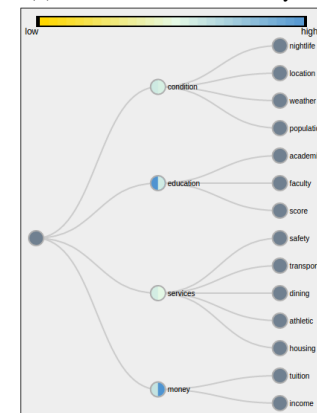 low high
nightlife
location
condition
weather
populati
academi
education
faculty
score
safety
transpor
services
dining
athletic
housing
tuition
money
income